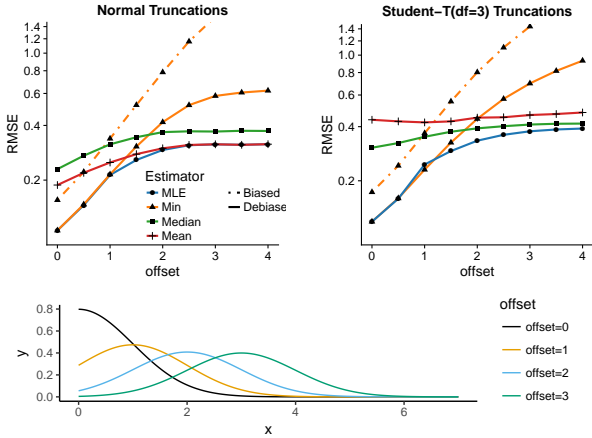 Normal Truncations
RMSE
1.4
1.2
1.0
0.8
0.6
0.4
0.2
0 1 2 3 4
offset
Estimator
MLE
Min
Median
Mean
Biased
Debiase
Student−T(df=3) Truncations
RMSE
1.4
1.2
1.0
0.8
0.6
0.4
0.2
0 1 2 3 4
offset
y
0.8
0.6
0.4
0.2
0.0
0 2 4 6
x
offset
offset=0
offset=1
offset=2
offset=3